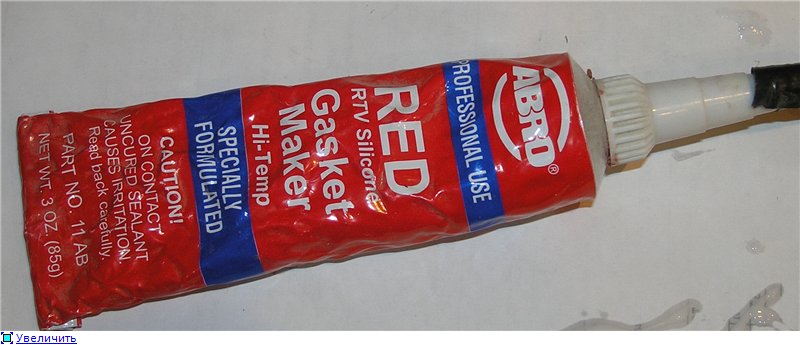 ABRO®
PROFESSIONAL USE
RED
RTV Silicone
Gasket
Maker
Hi-Temp
SPECIALLY
FORMULATED
CAUTION!
ON CONTACT
UNCURED SEALANT
CAUSES IRRITATION.
Read back carefully.
PART NO. 11 AB
NET WT. 3 OZ. (85g)
Увеличить